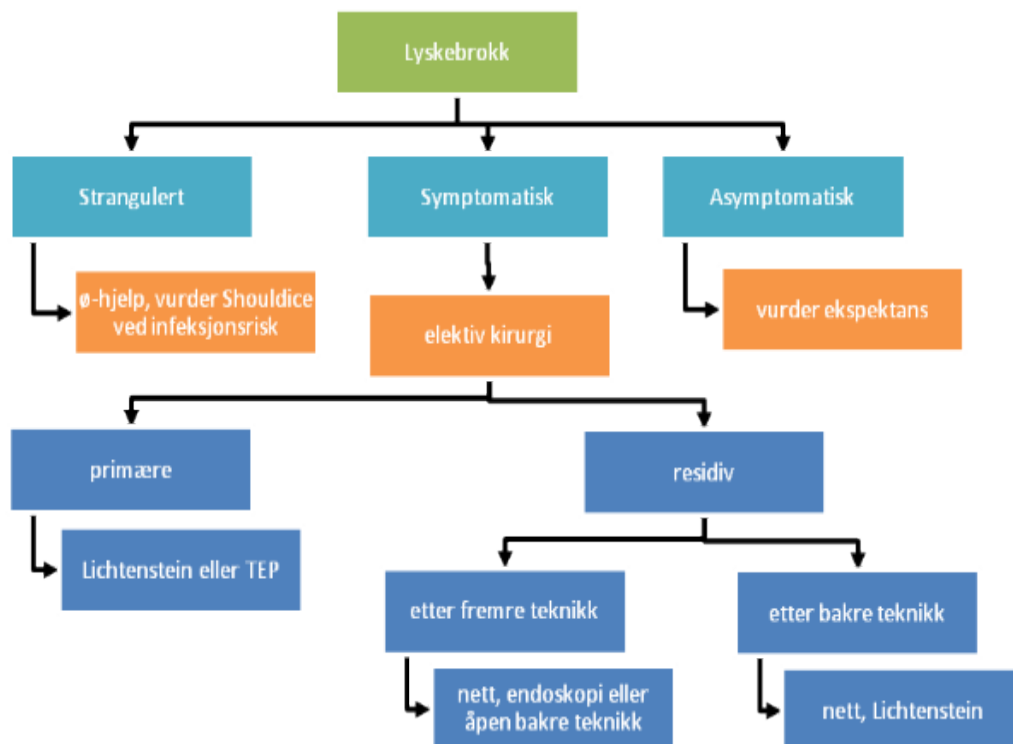 Lyskebrokk
Strangulert
Symptomatisk
Asymptomatisk
ø-hjelp, vurder Shouldice
ved infeksjonsrisk
elektiv kirurgi
vurder ekspektans
primære
residiv
Lichtenstein eller TEP
etter fremre teknikk
etter bakre teknikk
nett, endoskopi eller
åpen bakre teknikk
nett, Lichtenstein